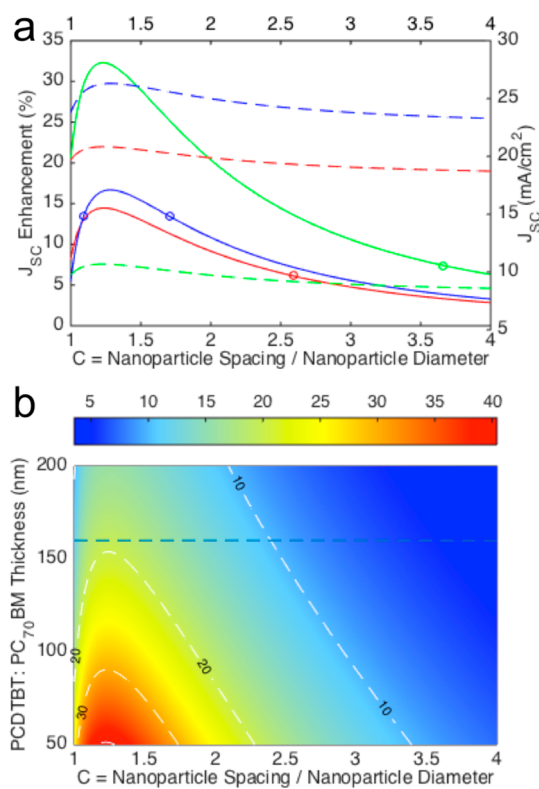 a
1 1.5 2 2.5 3 3.5 4
35 30
30
25 25
20 20
15 15
10 10
5
0 5
J_SC Enhancement (%)
J_SC (mA/cm²)
1 1.5 2 2.5 3 3.5 4
C = Nanoparticle Spacing / Nanoparticle Diameter
b
5 10 15 20 25 30 35 40
200
150
100
50
PCDTBT: PC₇₀BM Thickness (nm)
10
20
20
30
10
1 1.5 2 2.5 3 3.5 4
C = Nanoparticle Spacing / Nanoparticle Diameter